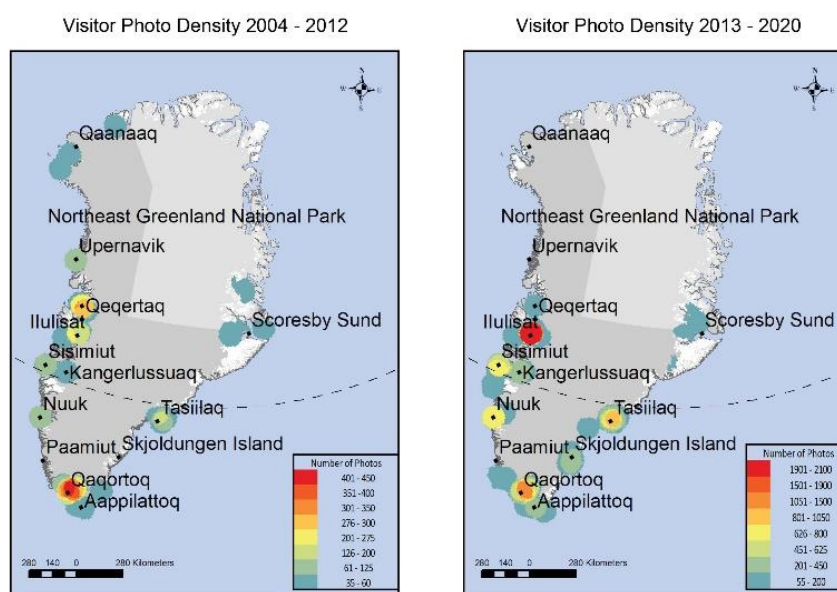 Visitor Photo Density 2004 - 2012
N
W E
S
Qaanaaq
Northeast Greenland National Park
Upernavik
Qeqertaq
Ilulisat
Scoresby Sund
Sisimiut
Kangerlussuaq
Nuuk
Tasiilaq
Paamiut
Skjoldungen Island
Qaqortoq
Aappilattoq
Number of Photos
401 - 450
351 - 400
301 - 350
276 - 300
201 - 275
126 - 200
61 - 125
35 - 60
280 140 0 280 Kilometers
Visitor Photo Density 2013 - 2020
N
W E
S
Qaanaaq
Northeast Greenland National Park
Upernavik
Qeqertaq
Ilulisat
Scoresby Sund
Sisimiut
Kangerlussuaq
Nuuk
Tasiilaq
Paamiut
Skjoldungen Island
Qaqortoq
Aappilattoq
Number of Photos
1901 - 2100
1501 - 1900
1051 - 1500
801 - 1050
626 - 800
451 - 625
201 - 450
55 - 200
280 140 0 280 Kilometers